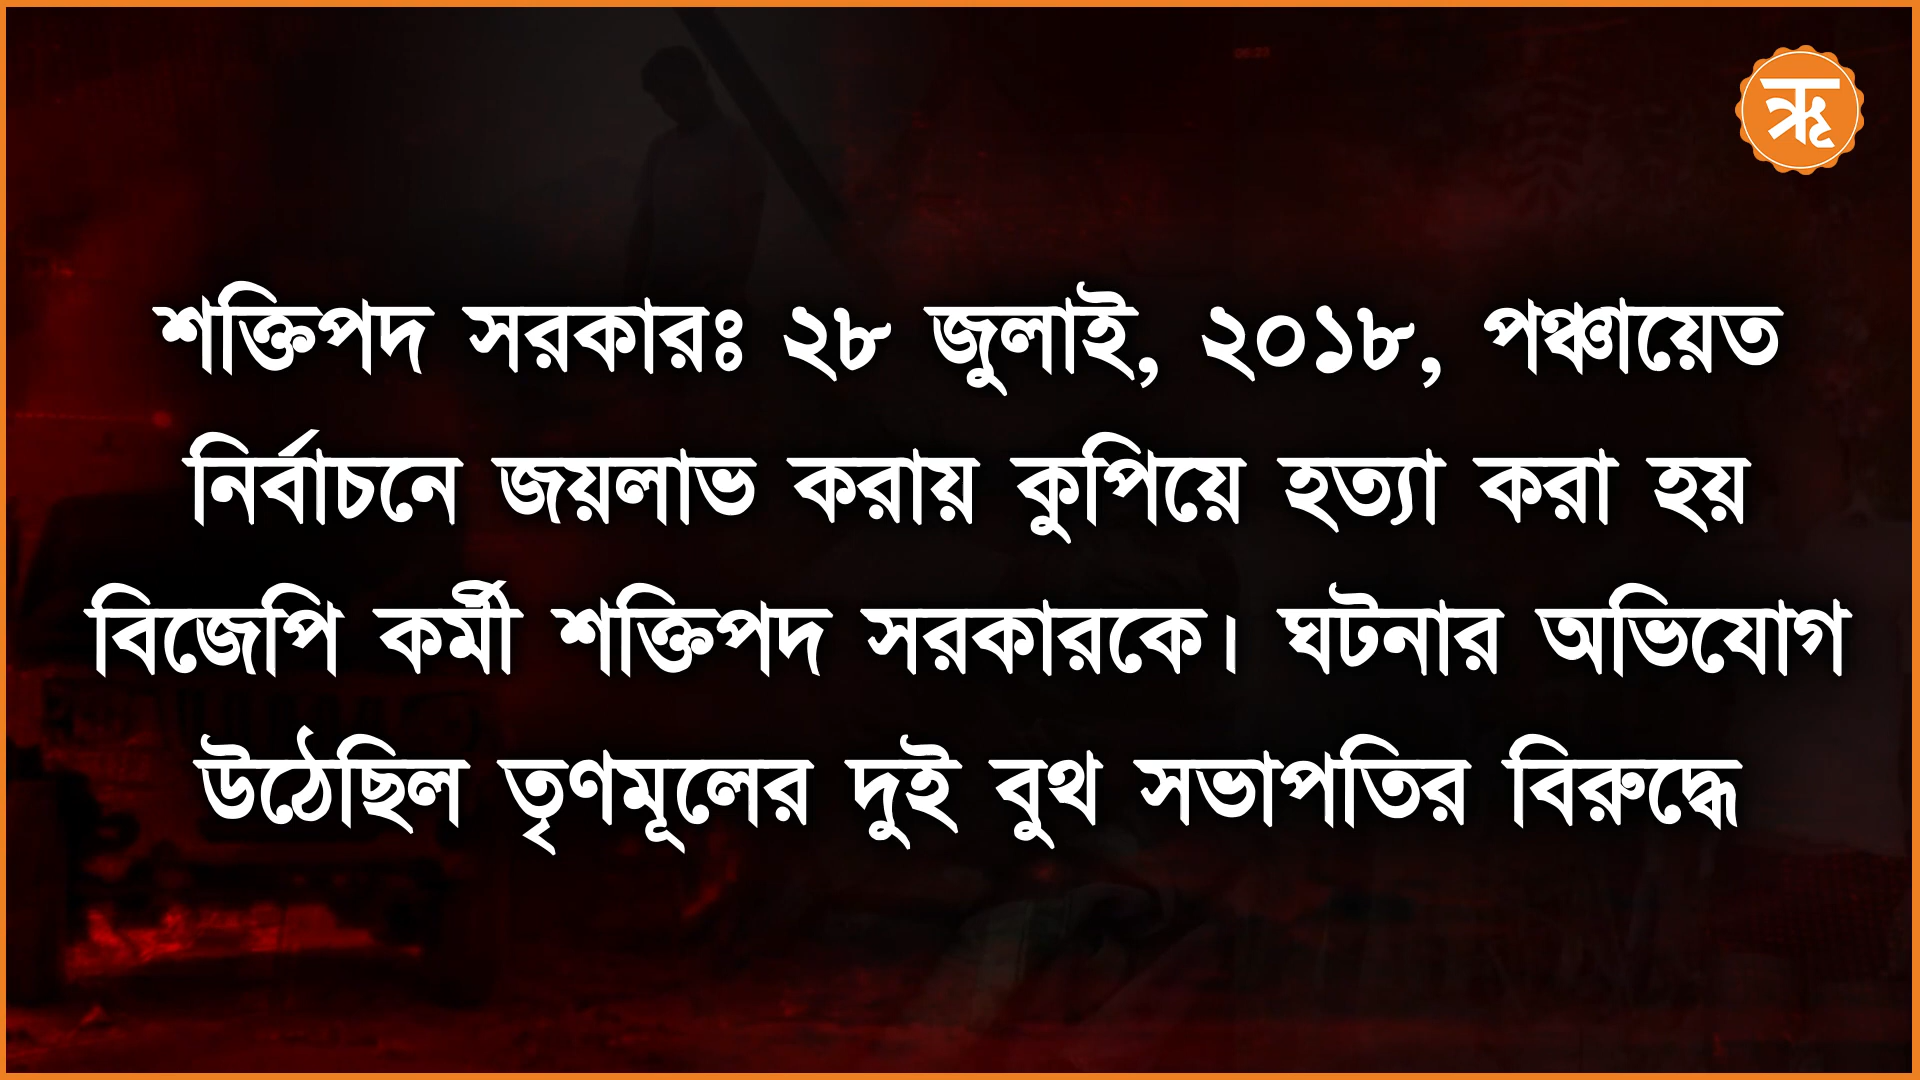 ঋ
শক্তিপদ সরকারঃ ২৮ জুলাই, ২০১৮, পঞ্চায়েত
নির্বাচনে জয়লাভ করায় কুপিয়ে হত্যা করা হয়
বিজেপি কর্মী শক্তিপদ সরকারকে। ঘটনার অভিযোগ
উঠেছিল তৃণমূলের দুই বুথ সভাপতির বিরুদ্ধে